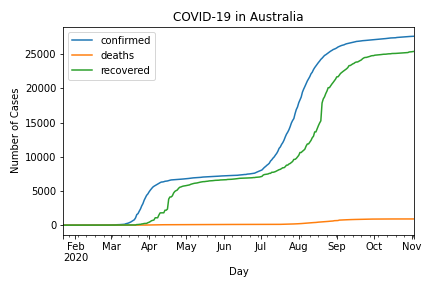 COVID-19 in Australia
confirmed
deaths
recovered
Number of Cases
25000
20000
15000
10000
5000
0
Feb Mar Apr May Jun Jul Aug Sep Oct Nov
2020
Day